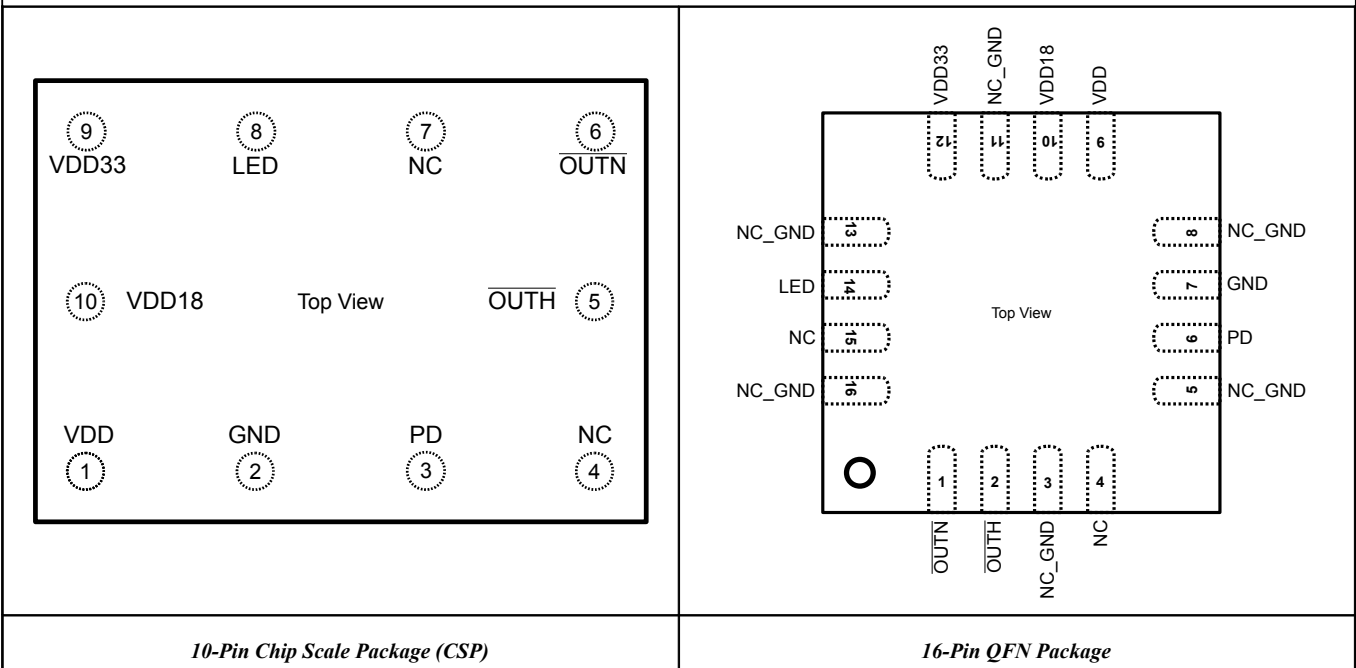 9 8 7 6
VDD33 LED NC OUTN
10 VDD18 Top View OUTH 5
VDD GND PD NC
1 2 3 4
10-Pin Chip Scale Package (CSP)
VDD33 NC_GND VDD18 VDD
12 11 10 9
NC_GND 13 8 NC_GND
LED 14 7 GND
Top View
NC 15 6 PD
NC_GND 16 5 NC_GND
1 2 3 4
OUTN OUTH NC_GND NC
16-Pin QFN Package